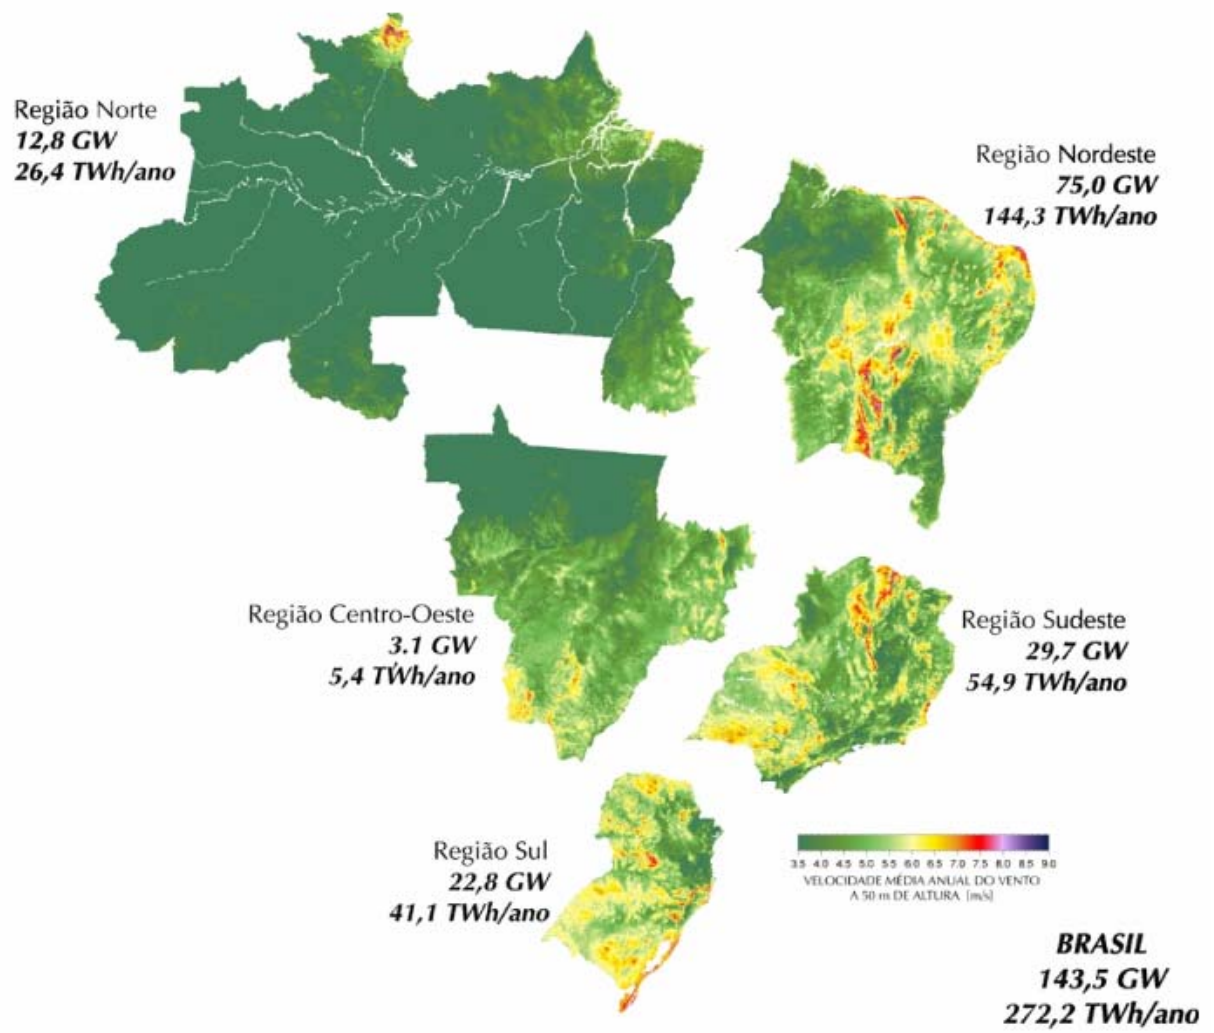 Região Norte
12,8 GW
26,4 TWh/ano
Região Nordeste
75,0 GW
144,3 TWh/ano
Região Centro-Oeste
3.1 GW
5,4 TWh/ano
Região Sudeste
29,7 GW
54,9 TWh/ano
Região Sul
22,8 GW
41,1 TWh/ano
3.5 4.0 4.5 5.0 5.5 6.0 6.5 7.0 7.5 8.0 8.5 9.0
VELOCIDADE MÉDIA ANUAL DO VENTO
A 50 m DE ALTURA [m/s]
BRASIL
143,5 GW
272,2 TWh/ano